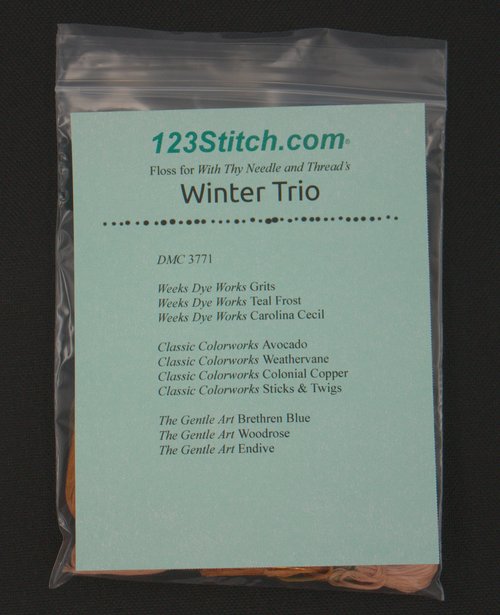 123Stitch.com®
Floss for With Thy Needle and Thread's
Winter Trio
DMC 3771
Weeks Dye Works Grits
Weeks Dye Works Teal Frost
Weeks Dye Works Carolina Cecil
Classic Colorworks Avocado
Classic Colorworks Weathervane
Classic Colorworks Colonial Copper
Classic Colorworks Sticks & Twigs
The Gentle Art Brethren Blue
The Gentle Art Woodrose
The Gentle Art Endive